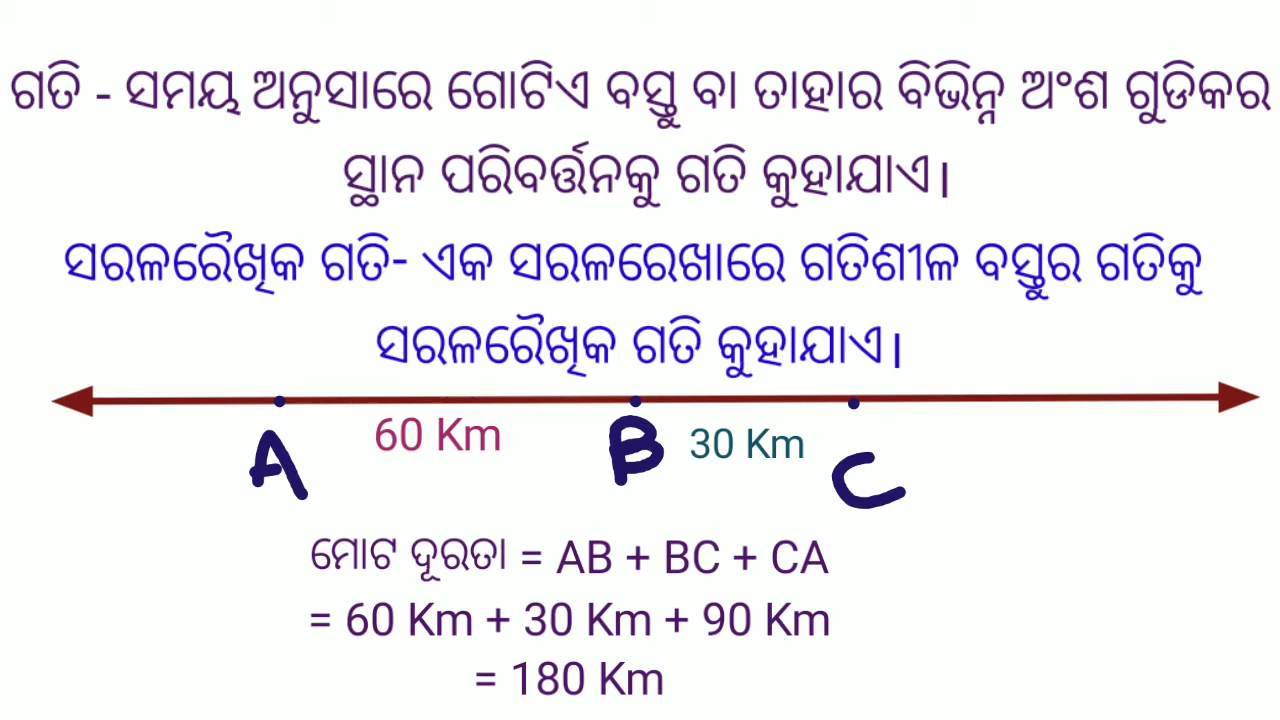 ଗତି - ସମୟ ଅନୁସାରେ ଗୋଟିଏ ବସ୍ତୁ ବା ତାହାର ବିଭିନ୍ନ ଅଂଶ ଗୁଡିକର
ସ୍ଥାନ ପରିବର୍ତ୍ତନକୁ ଗତି କୁହାଯାଏ।
ସରଳରୈଖିକ ଗତି- ଏକ ସରଳରେଖାରେ ଗତିଶୀଳ ବସ୍ତୁର ଗତିକୁ
ସରଳରୈଖିକ ଗତି କୁହାଯାଏ।
60 Km 30 Km
A B C
ମୋଟ ଦୂରତା = AB + BC + CA
= 60 Km + 30 Km + 90 Km
= 180 Km